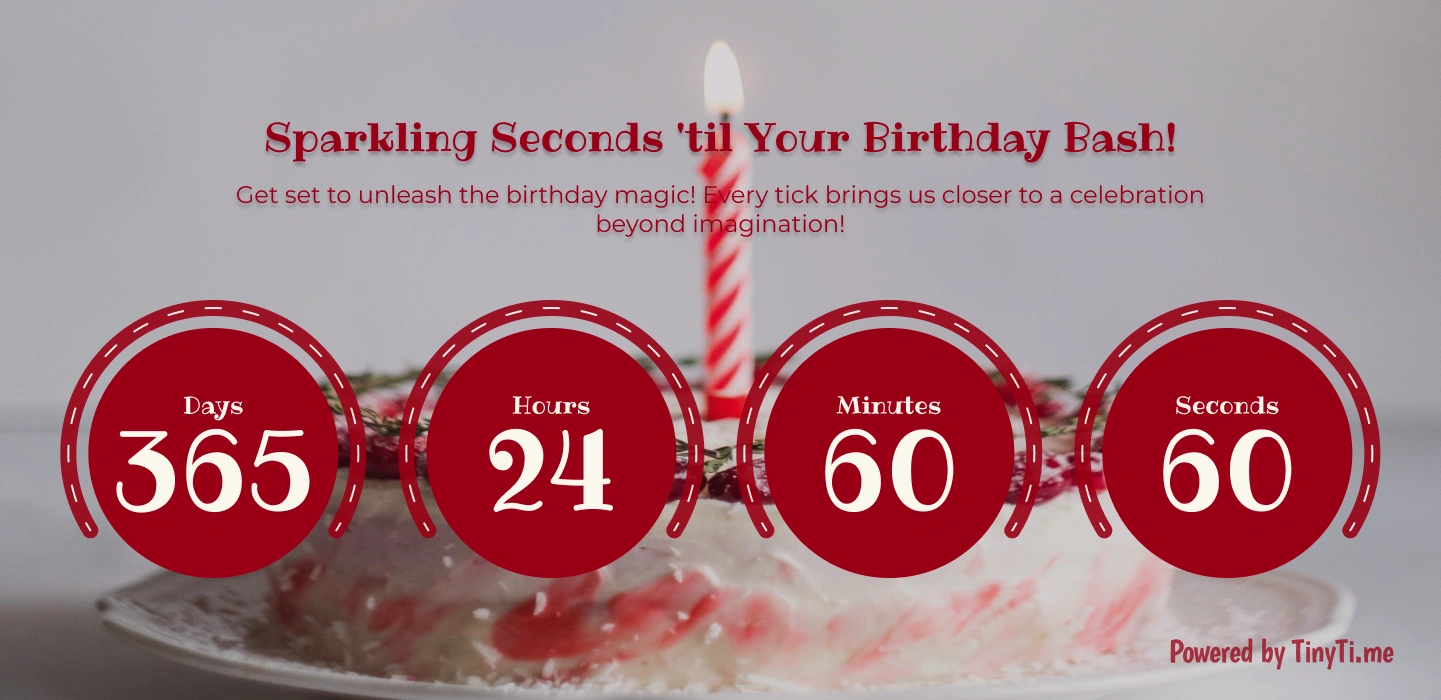 Sparkling Seconds 'til Your Birthday Bash!
Get set to unleash the birthday magic! Every tick brings us closer to a celebration
beyond imagination!
Days
365
Hours
24
Minutes
60
Seconds
60
Powered by TinyTi.me